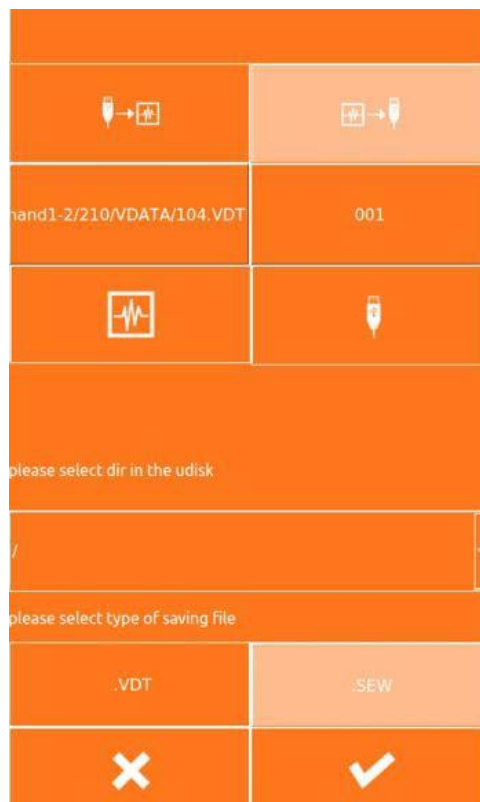 nand1-2/210/VDATA/104.VDT
001
please select dir in the udisk
/
please select type of saving file
.VDT
.SEW